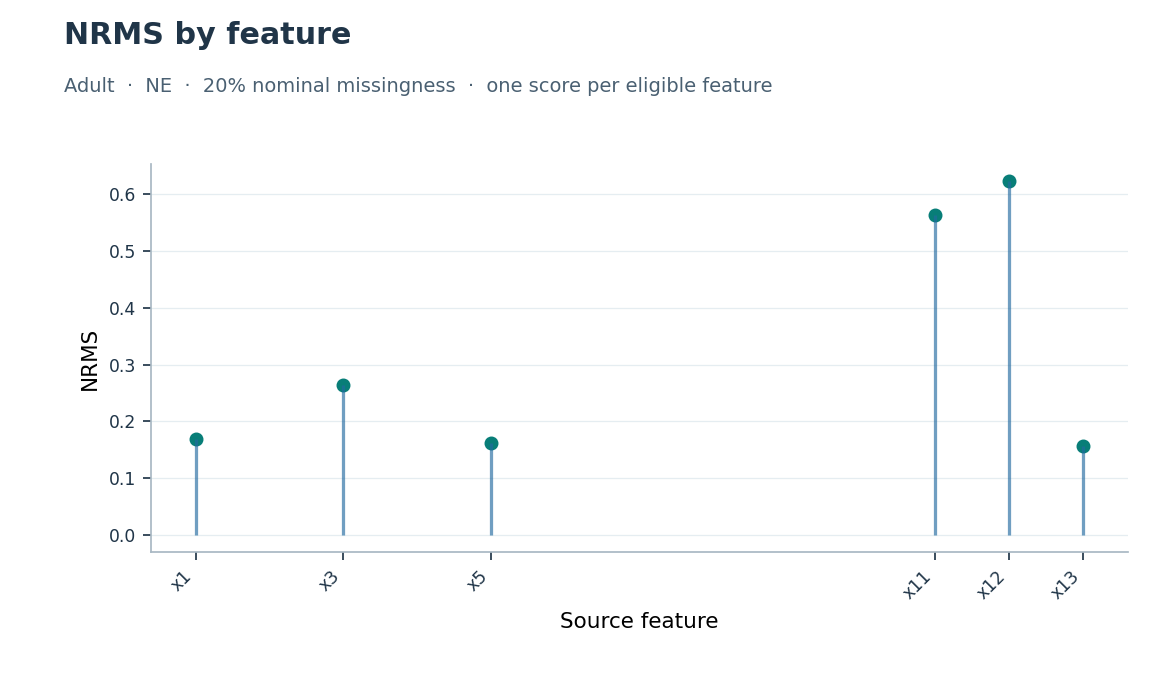 NRMS by feature
Adult · NE · 20% nominal missingness · one score per eligible feature
NRMS
0.6
0.5
0.4
0.3
0.2
0.1
0.0
x1 x3 x5 x11 x12 x13
Source feature